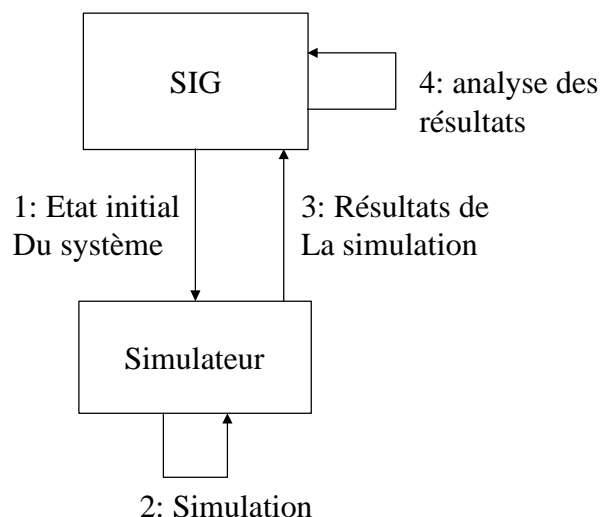 SIG
4: analyse des
résultats
1: Etat initial
Du système
3: Résultats de
La simulation
Simulateur
2: Simulation